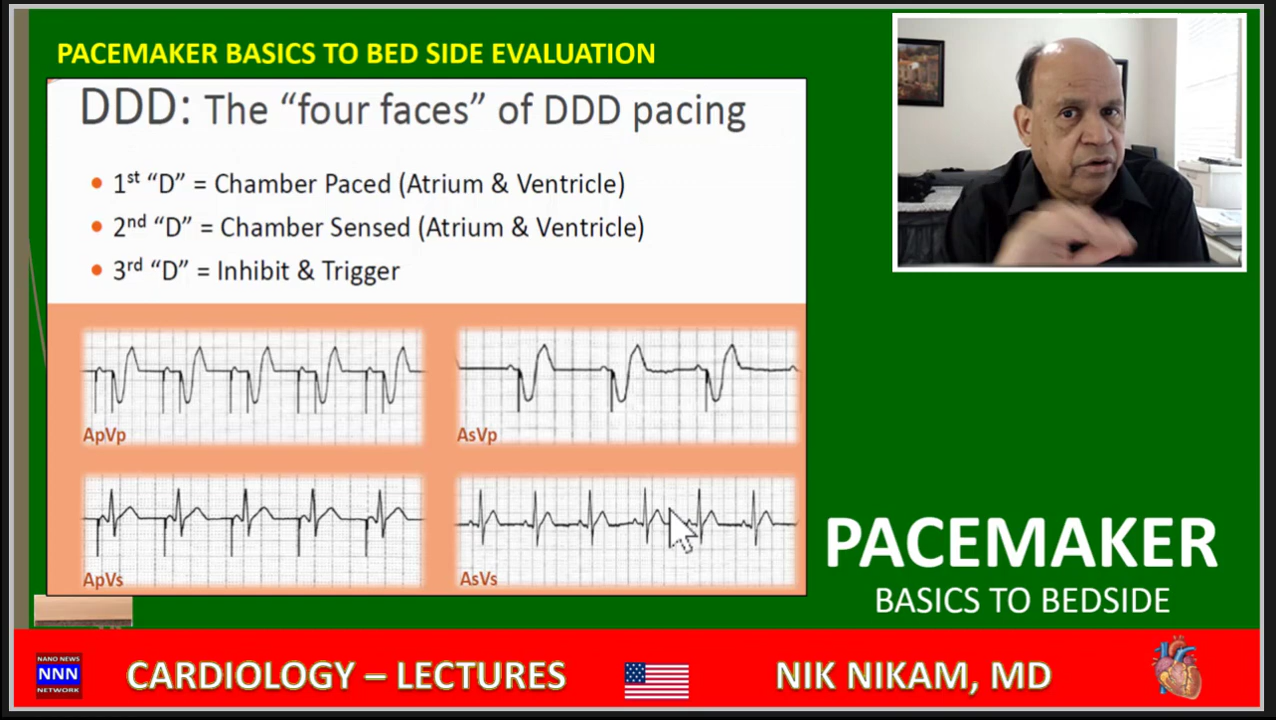 PACEMAKER BASICS TO BED SIDE EVALUATION
DDD: The “four faces” of DDD pacing
• 1st “D” = Chamber Paced (Atrium & Ventricle)
• 2nd “D” = Chamber Sensed (Atrium & Ventricle)
• 3rd “D” = Inhibit & Trigger
ApVp
AsVp
ApVs
AsVs
PACEMAKER
BASICS TO BEDSIDE
NANO NEWS
NNN
NETWORK
CARDIOLOGY – LECTURES
NIK NIKAM, MD